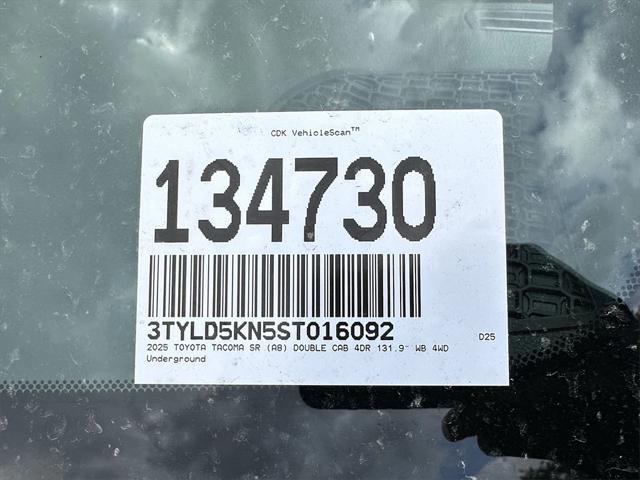 CDK VehicleScan™
134730
3TYLD5KN5ST016092
D25
2025 TOYOTA TACOMA SR (A8) DOUBLE CAB 4DR 131.9" WB 4WD
Underground